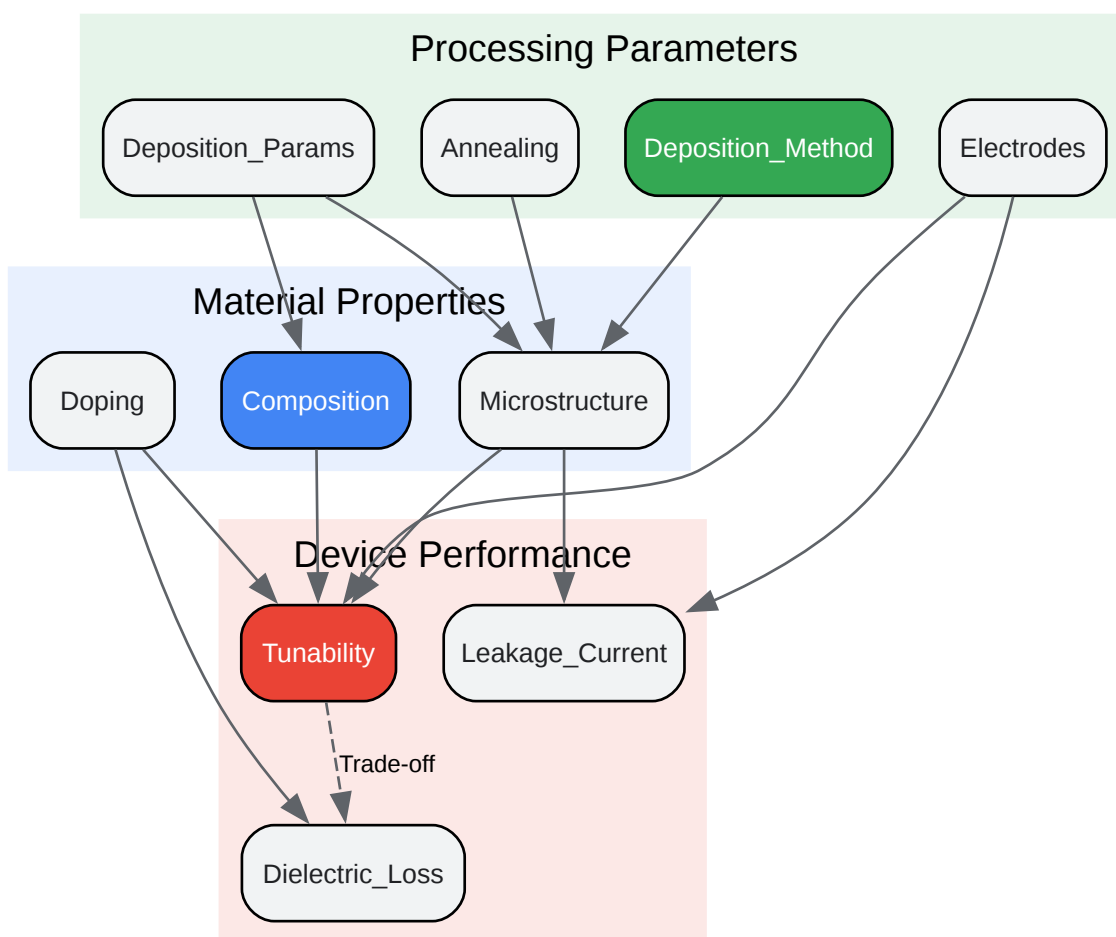 Processing Parameters
Deposition_Params
Annealing
Deposition_Method
Electrodes
Material Properties
Doping
Composition
Microstructure
Device Performance
Tunability
Leakage_Current
Trade-off
Dielectric_Loss